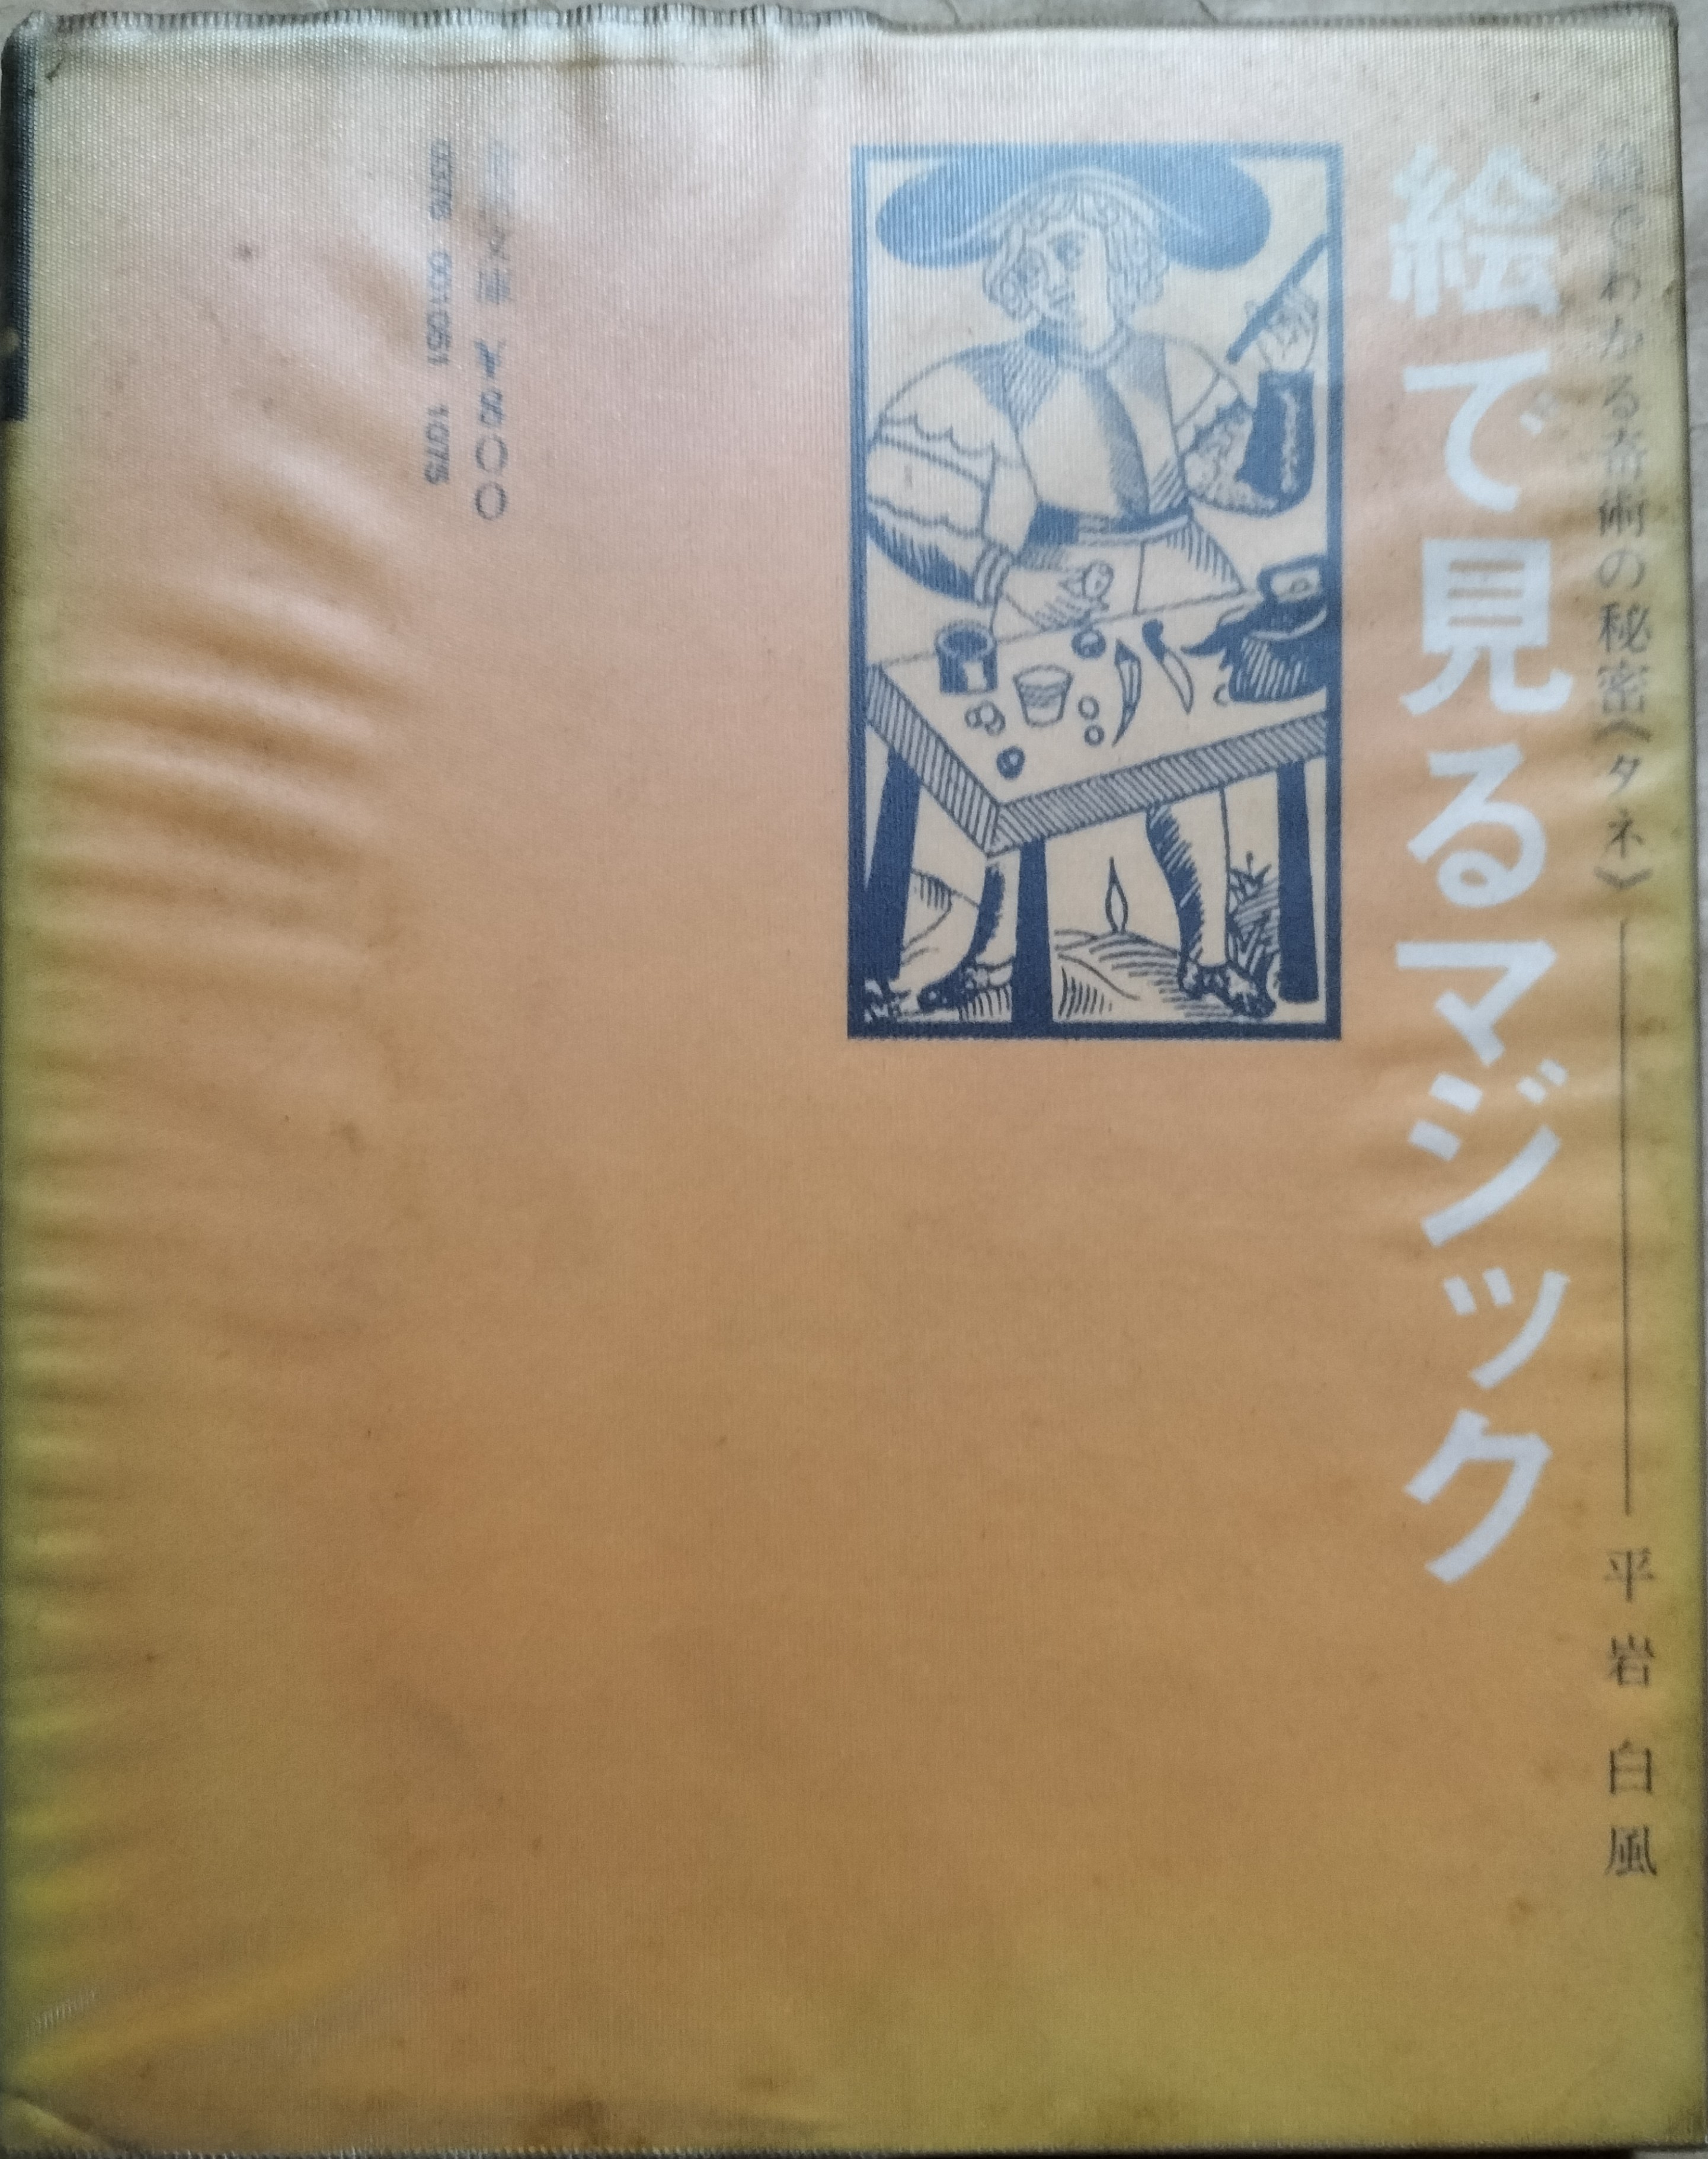 絵でわかる奇術の秘密《タネ》―― 平岩白風
絵で見るマジック
￥800
0376 001051 1075